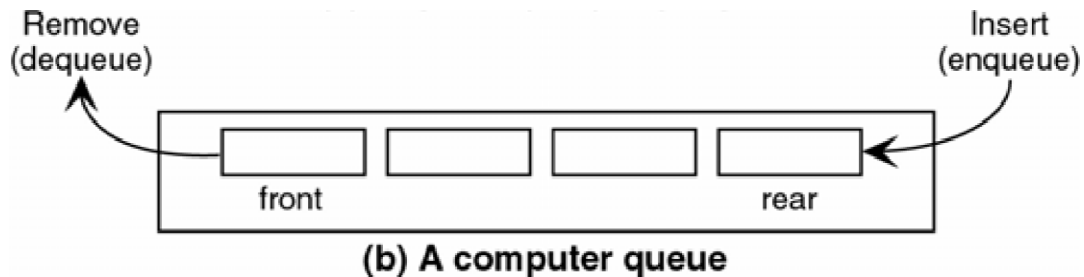 Remove
(dequeue)
Insert
(enqueue)
front
rear
(b) A computer queue